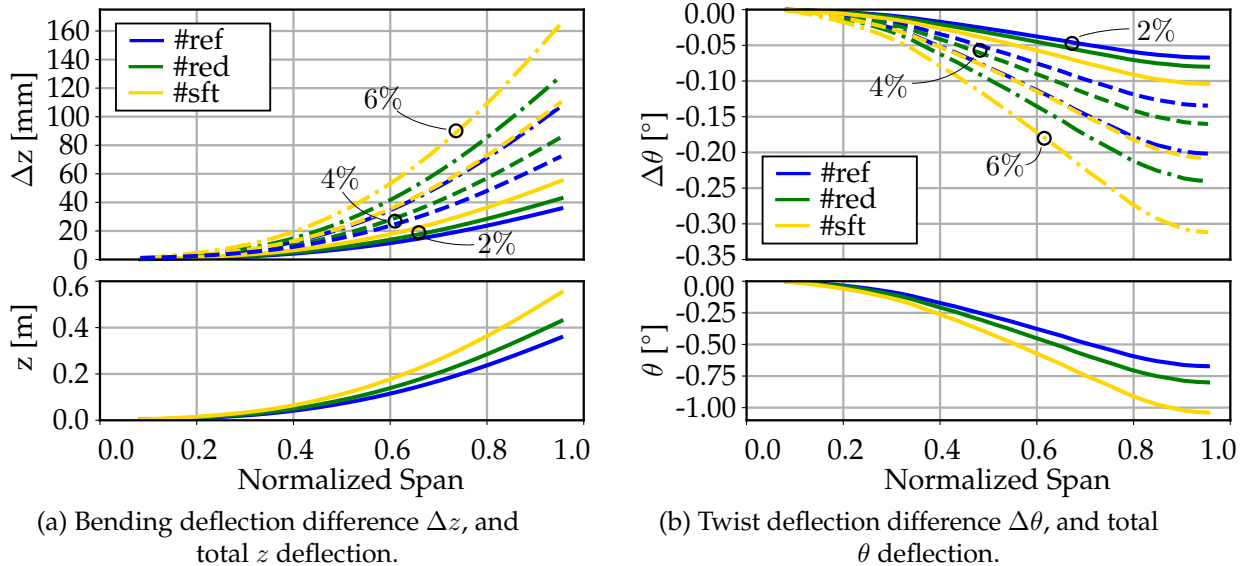 160
140
120
100
80
60
40
20
0
Δz [mm]
#ref
#red
#sft
6%
4%
2%
0.6
0.4
0.2
0.0
z [m]
0.0 0.2 0.4 0.6 0.8 1.0
Normalized Span
(a) Bending deflection difference Δz, and
total z deflection.
0.00
-0.05
-0.10
-0.15
-0.20
-0.25
-0.30
-0.35
Δθ [°]
2%
4%
6%
#ref
#red
#sft
0.00
-0.25
-0.50
-0.75
-1.00
θ [°]
0.0 0.2 0.4 0.6 0.8 1.0
Normalized Span
(b) Twist deflection difference Δθ, and total
θ deflection.